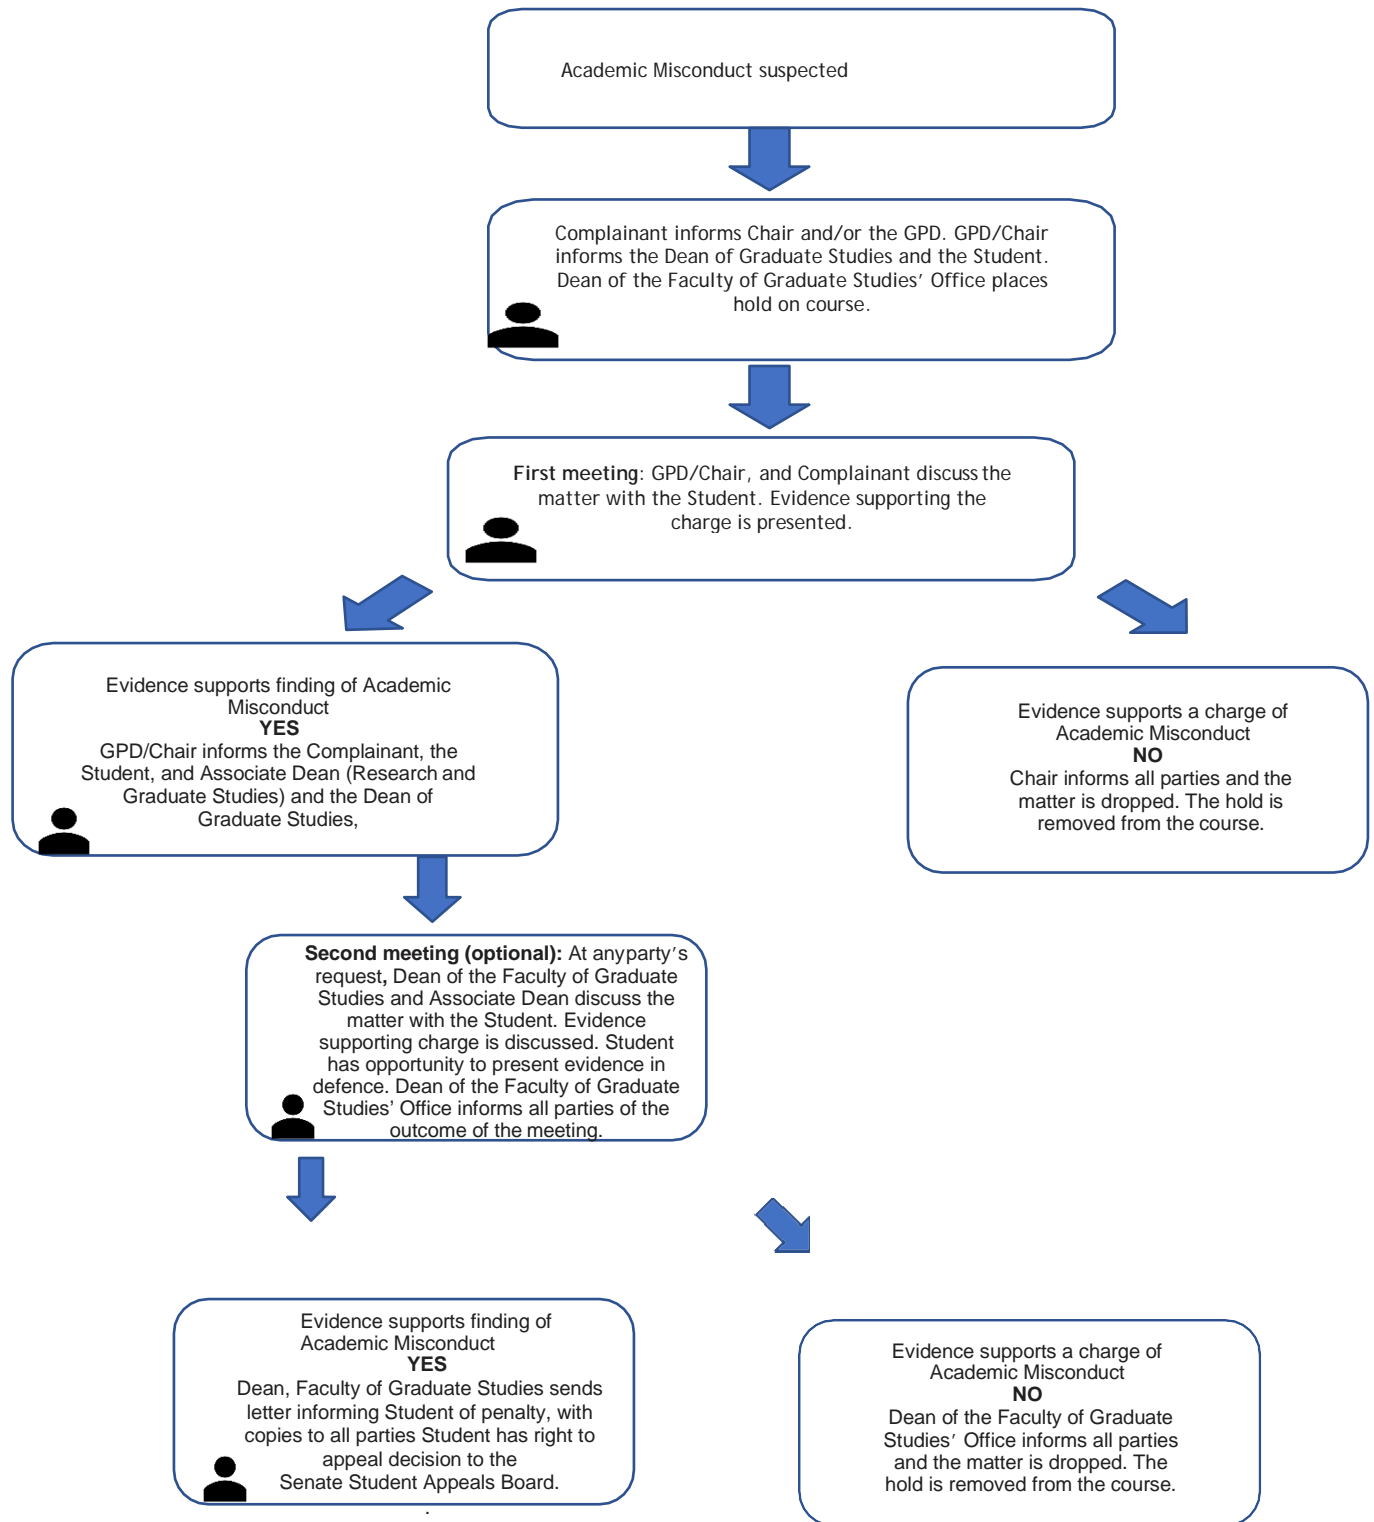 Academic Misconduct suspected
Complainant informs Chair and/or the GPD. GPD/Chair
informs the Dean of Graduate Studies and the Student.
Dean of the Faculty of Graduate Studies’ Office places
hold on course.
First meeting: GPD/Chair, and Complainant discuss the
matter with the Student. Evidence supporting the
charge is presented.
Evidence supports finding of Academic
Misconduct
YES
GPD/Chair informs the Complainant, the
Student, and Associate Dean (Research and
Graduate Studies) and the Dean of
Graduate Studies,
Evidence supports a charge of
Academic Misconduct
NO
Chair informs all parties and the
matter is dropped. The hold is
removed from the course.
Second meeting (optional): At anyparty’s
request, Dean of the Faculty of Graduate
Studies and Associate Dean discuss the
matter with the Student. Evidence
supporting charge is discussed. Student
has opportunity to present evidence in
defence. Dean of the Faculty of Graduate
Studies’ Office informs all parties of the
outcome of the meeting.
Evidence supports finding of
Academic Misconduct
YES
Dean, Faculty of Graduate Studies sends
letter informing Student of penalty, with
copies to all parties Student has right to
appeal decision to the
Senate Student Appeals Board.
.
Evidence supports a charge of
Academic Misconduct
NO
Dean of the Faculty of Graduate
Studies’ Office informs all parties
and the matter is dropped. The
hold is removed from the course.